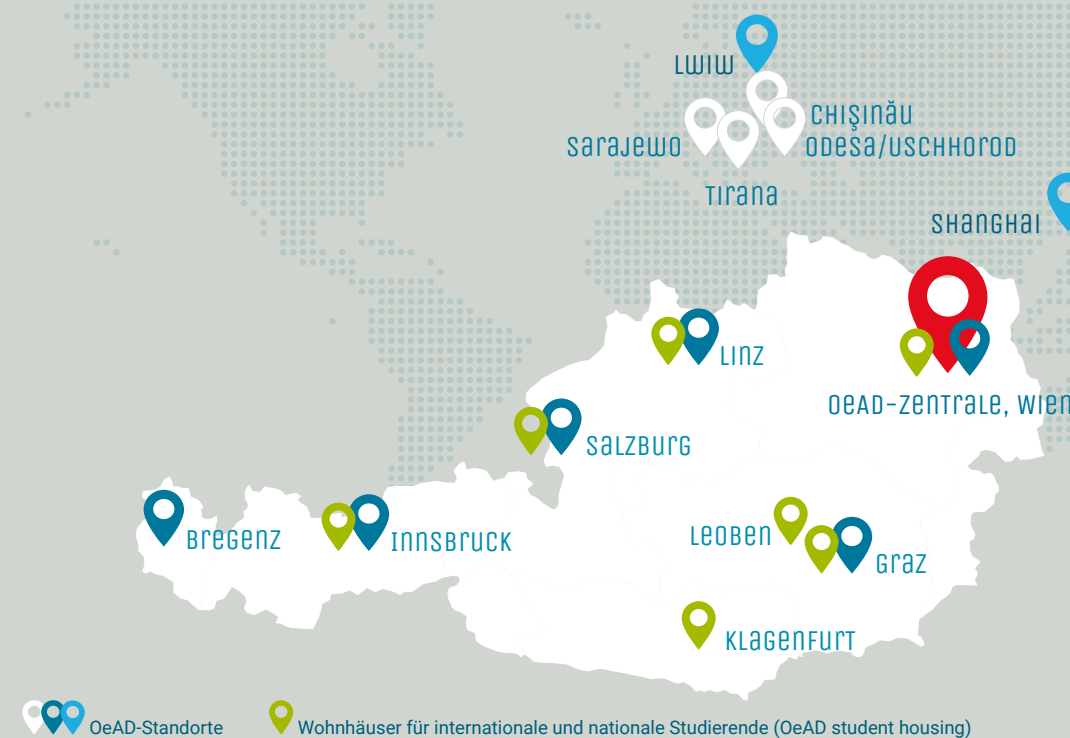 Lwiw
Chişinău
Sarajewo
Odesa/Uschhorod
Tirana
Shanghai
Linz
OeAD-Zentrale, Wien
Salzburg
Leoben
Bregenz
Innsbruck
Graz
Klagenfurt
OeAD-Standorte
Wohnhäuser für internationale und nationale Studierende (OeAD student housing)